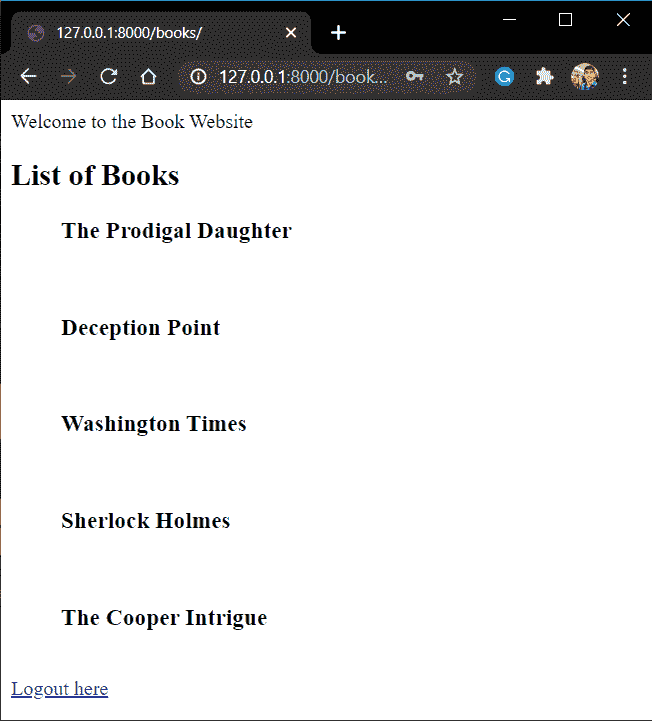 127.0.0.1:8000/books/
127.0.0.1:8000/book...
Welcome to the Book Website
List of Books
The Prodigal Daughter
Deception Point
Washington Times
Sherlock Holmes
The Cooper Intrigue
Logout here